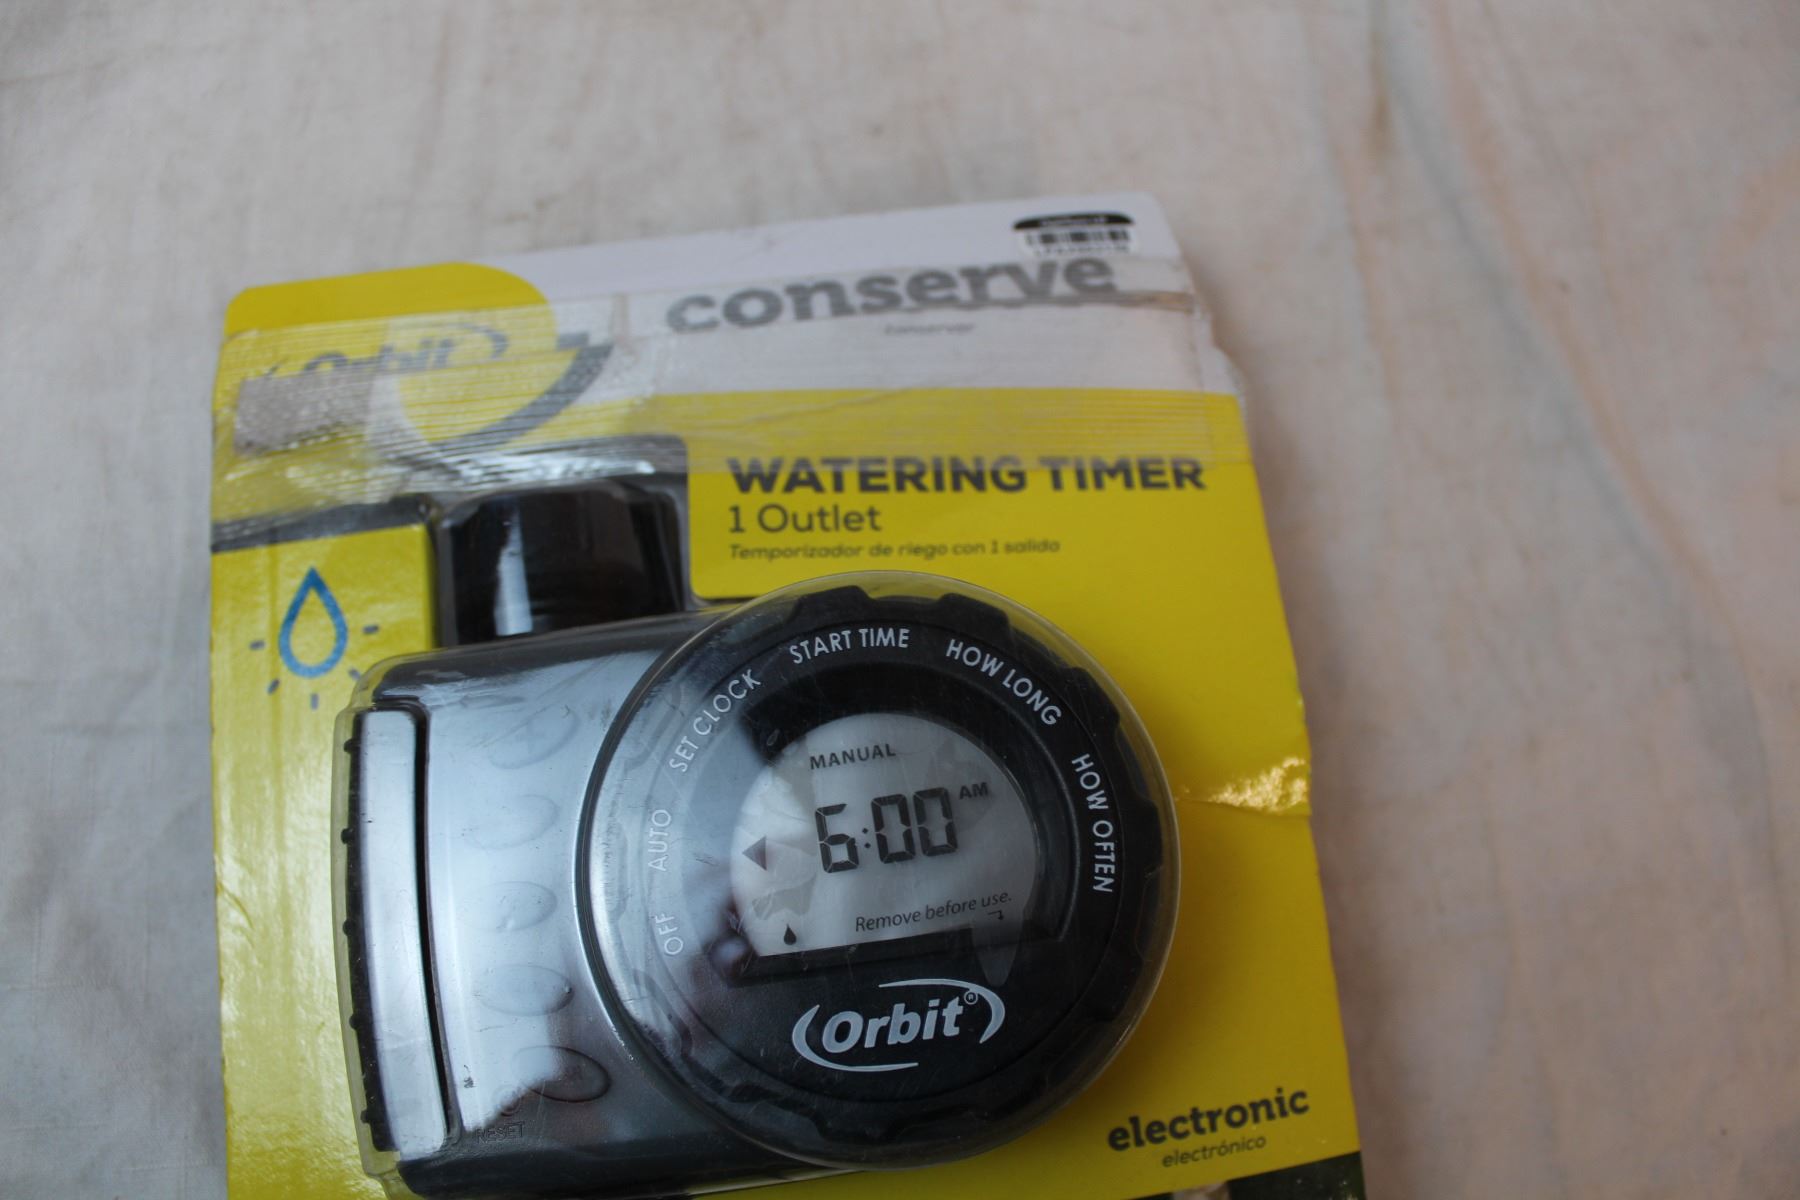 conserve
conservar
Orbit
WATERING TIMER
1 Outlet
Temporizador de riego con 1 salida
START TIME
HOW LONG
HOW OFTEN
SET CLOCK
AUTO
OFF
MANUAL
6:00 AM
Remove before use.
Orbit®
RESET
electronic
electrónico